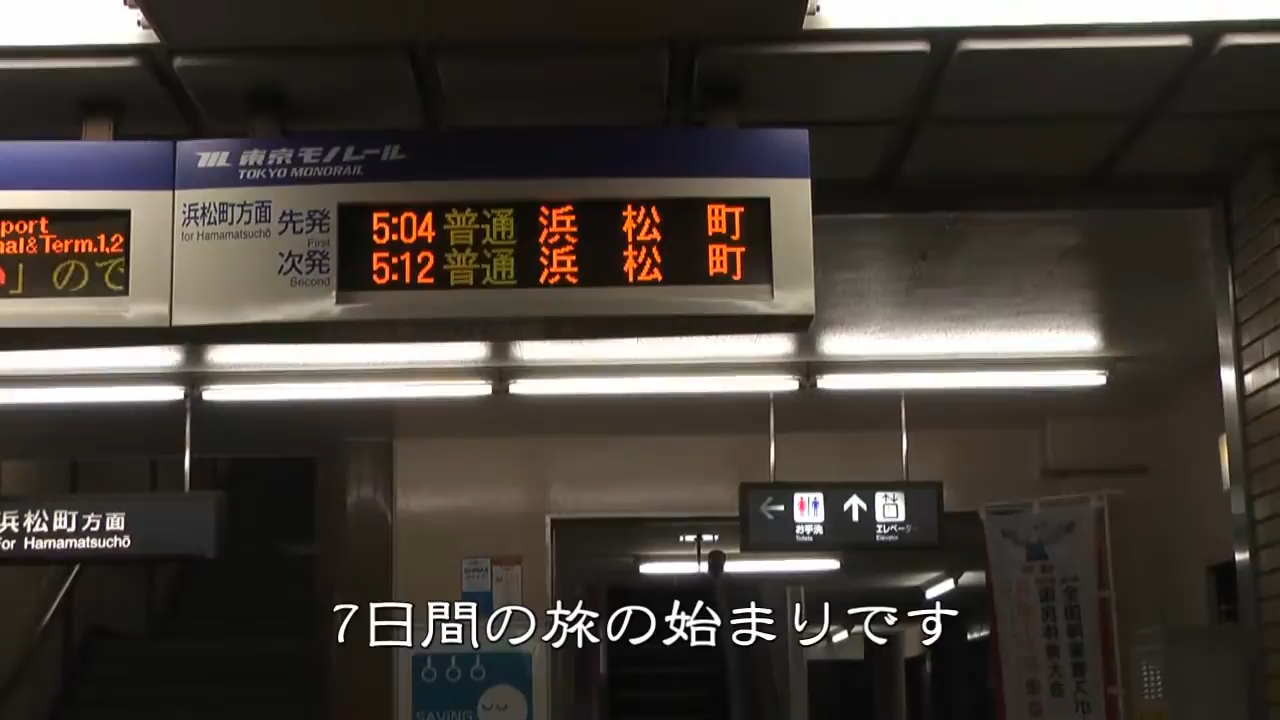 東京モノレール
TOKYO MONORAIL
浜松町方面
for Hamamatsuchō
先発
First
5:04 普通 浜松町
次発
Second
5:12 普通 浜松町
port
al&Term.1,2
」ので
浜松町方面
For Hamamatsuchō
お手洗
Toilets
エレベーター
Elevator
7日間の旅の始まりです
SAVING